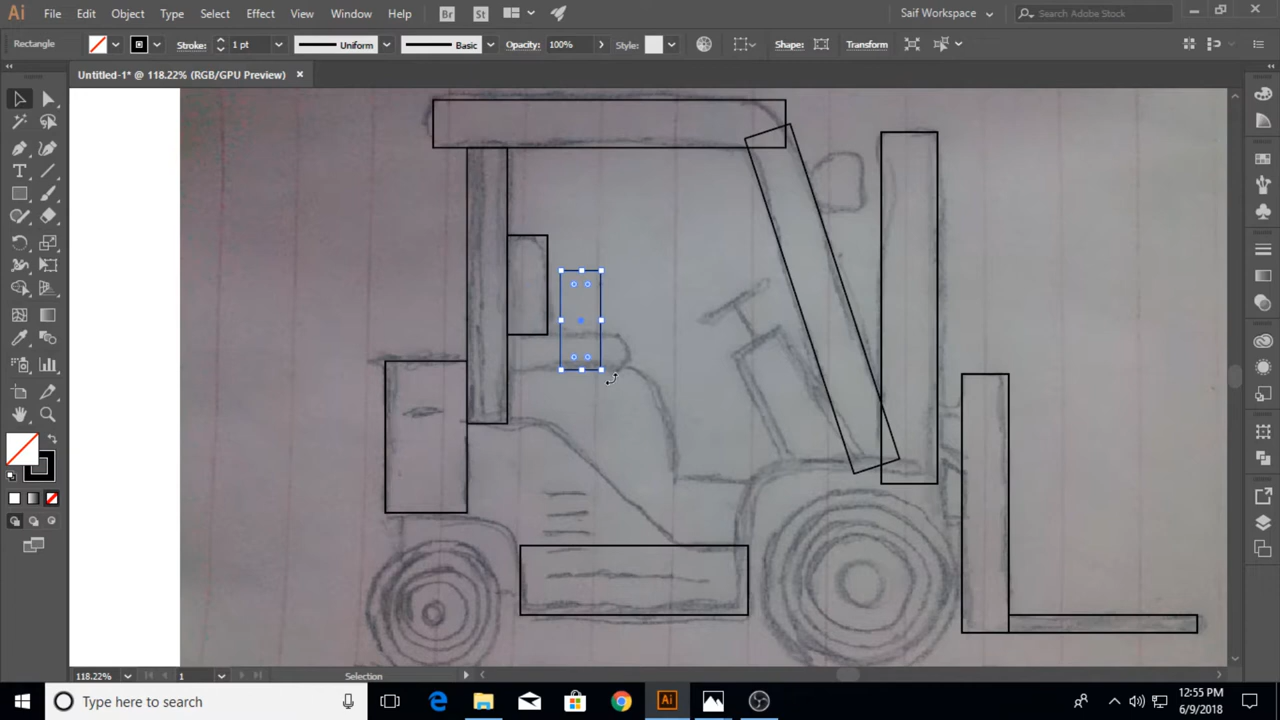 Ai File Edit Object Type Select Effect View Window Help Br St Saif Workspace Search Adobe Stock
Rectangle Stroke: 1 pt Uniform Basic Opacity: 100% Style: Shape: Transform
Untitled-1* @ 118.22% (RGB/GPU Preview)
118.22% 1 Selection
Type here to search Ai 12:55 PM
6/9/2018